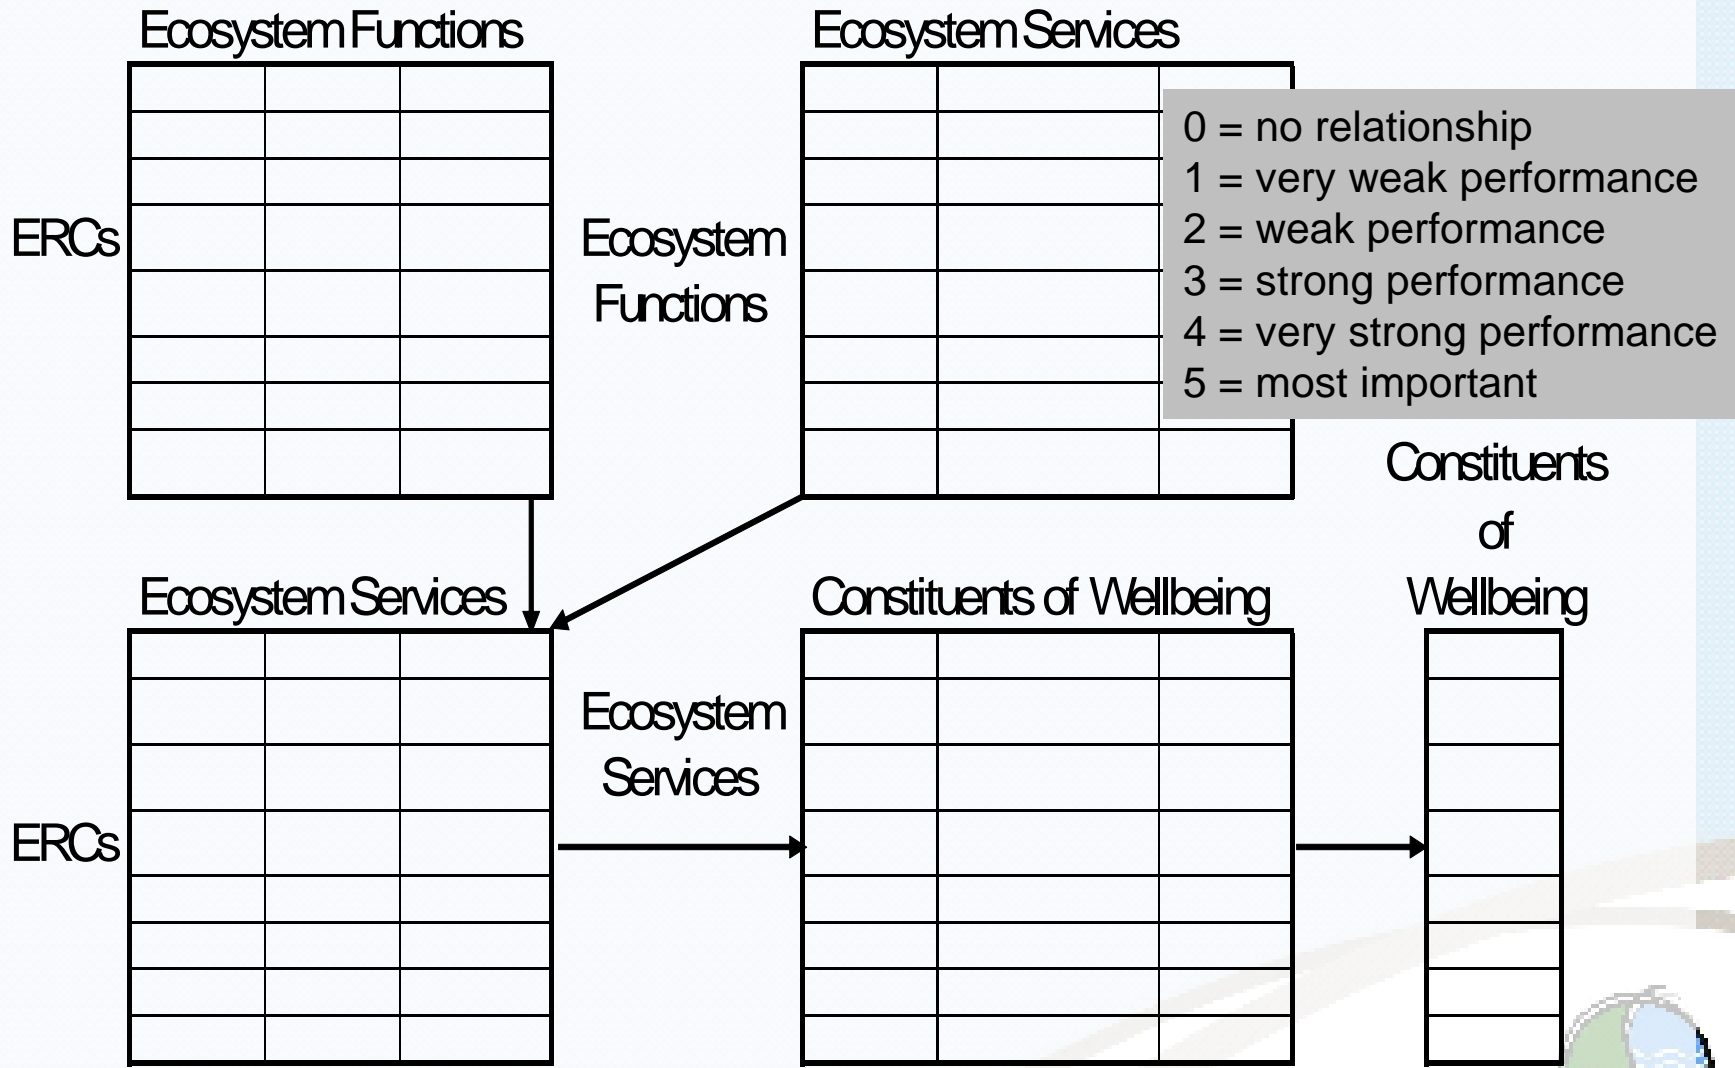 Ecosystem Functions
Ecosystem Services
0 = no relationship
1 = very weak performance
2 = weak performance
3 = strong performance
4 = very strong performance
5 = most important
ERCs
Ecosystem
Functions
Constituents
of
Wellbeing
Ecosystem Services
Constituents of Wellbeing
Ecosystem
Services
ERCs